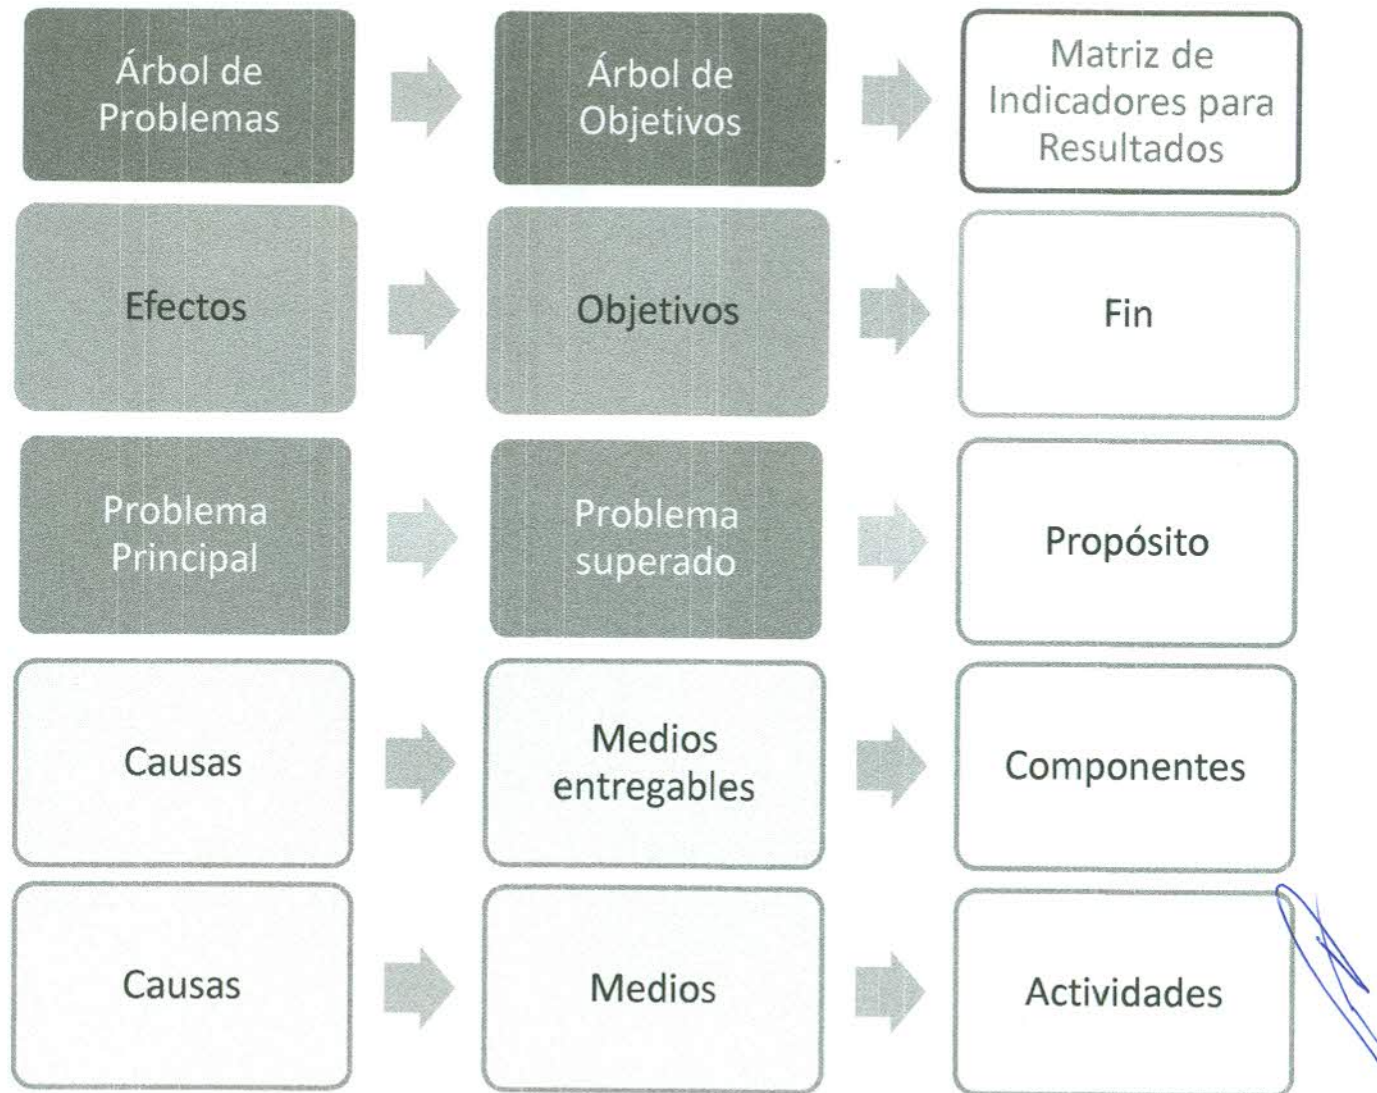 Árbol de
Problemas
Árbol de
Objetivos
Matriz de
Indicadores para
Resultados
Efectos
Objetivos
Fin
Problema
Principal
Problema
superado
Propósito
Causas
Medios
entregables
Componentes
Causas
Medios
Actividades